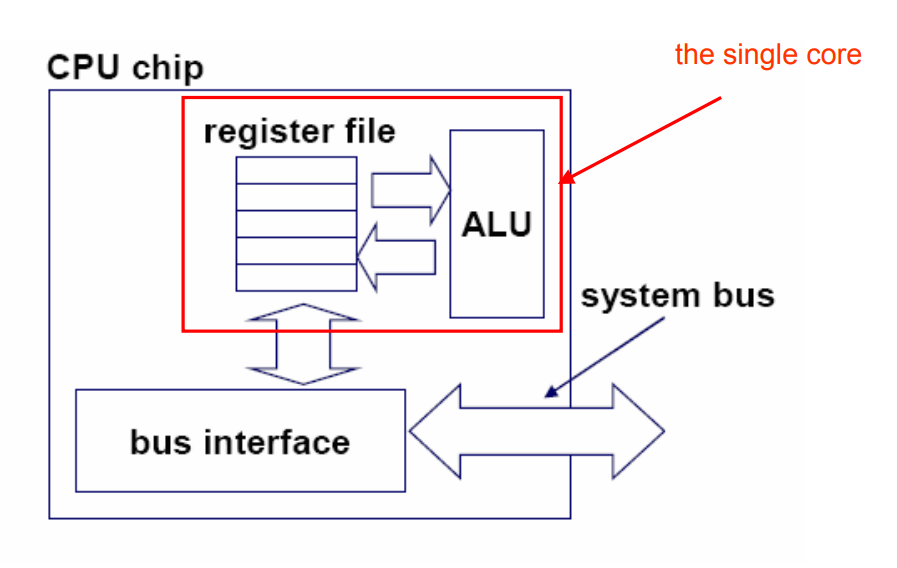 CPU chip
the single core
register file
ALU
system bus
bus interface